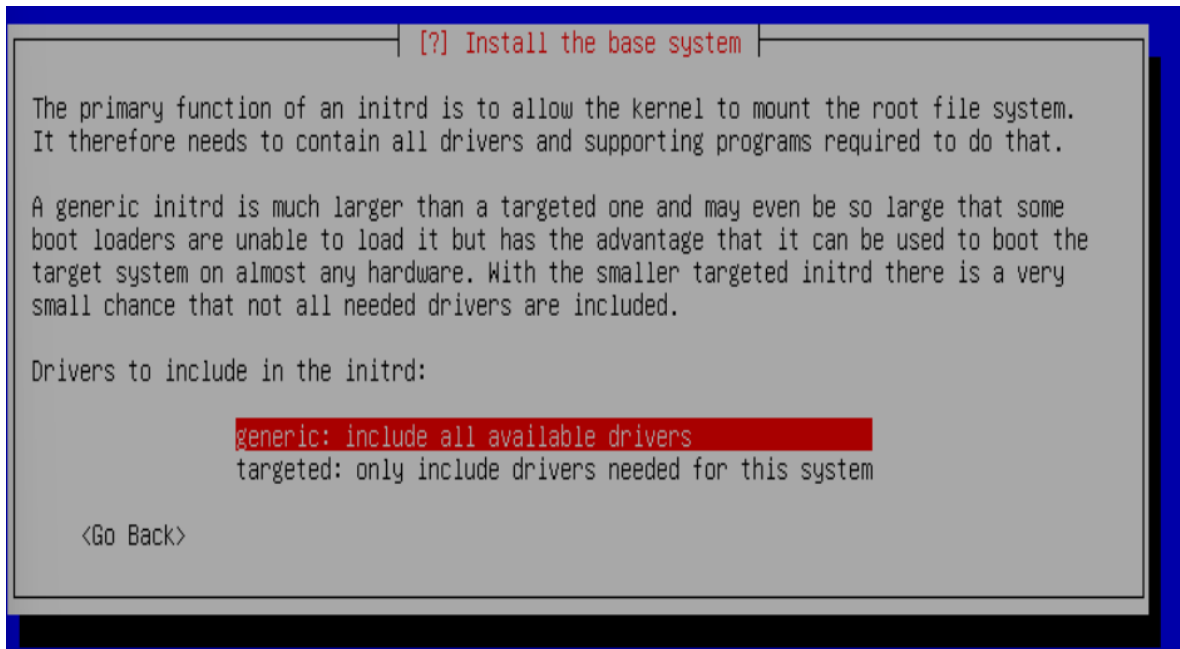 [?] Install the base system
The primary function of an initrd is to allow the kernel to mount the root file system.
It therefore needs to contain all drivers and supporting programs required to do that.
A generic initrd is much larger than a targeted one and may even be so large that some
boot loaders are unable to load it but has the advantage that it can be used to boot the
target system on almost any hardware. With the smaller targeted initrd there is a very
small chance that not all needed drivers are included.
Drivers to include in the initrd:
generic: include all available drivers
targeted: only include drivers needed for this system
<Go Back>